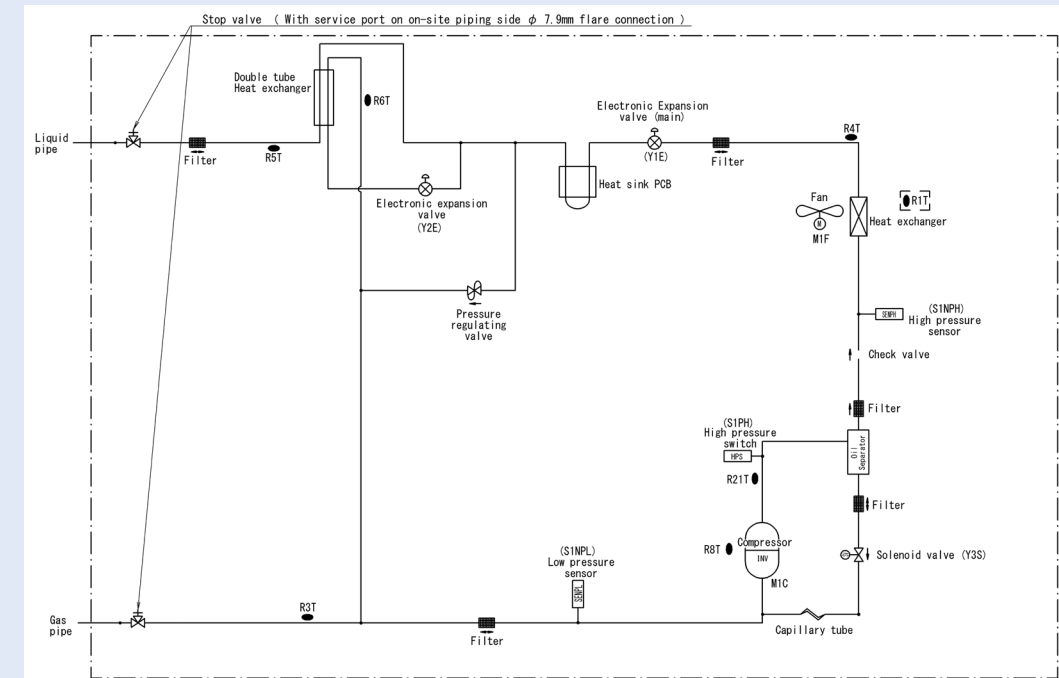 Stop valve ( With service port on on-site piping side φ 7.9mm flare connection )
Double tube
Heat exchanger
R6T
Electronic Expansion
valve (main)
(Y1E)
Liquid
pipe
Filter
R5T
Filter
R4T
Heat sink PCB
Electronic expansion
valve
(Y2E)
Fan
M
M1F
R1T
Heat exchanger
Pressure
regulating
valve
SENPH
(S1NPH)
High pressure
sensor
Check valve
Filter
(S1PH)
High pressure
switch
HPS
Oil
Separator
R21T
Filter
R8T
Compressor
INV
M1C
Solenoid valve (Y3S)
(S1NPL)
Low pressure
sensor
SENPL
R3T
Gas
pipe
Filter
Capillary tube